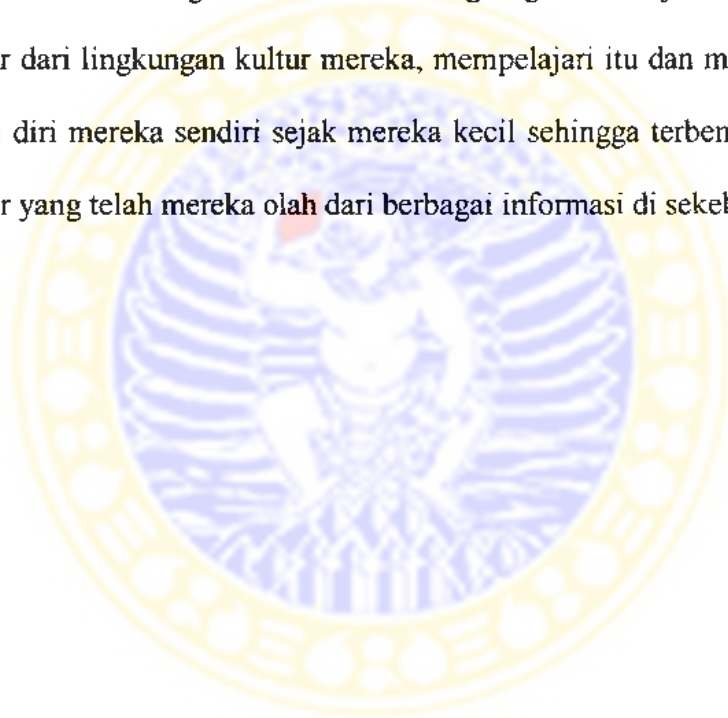 r dari lingkungan kultur mereka, mempelajari itu dan m
diri mereka sendiri sejak mereka kecil sehingga terben
r yang telah mereka olah dari berbagai informasi di sekel